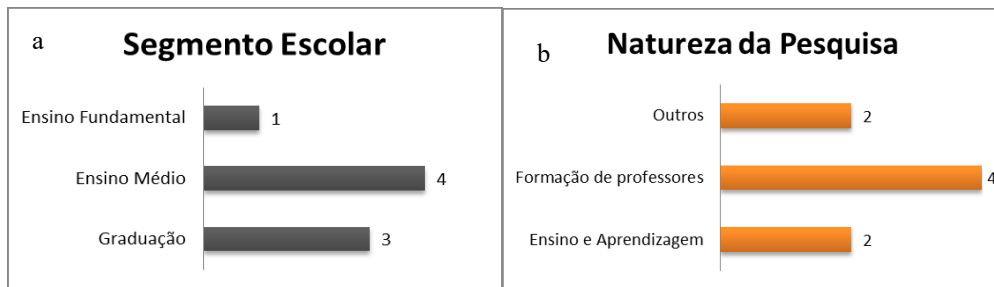 a
Segmento Escolar
Ensino Fundamental
1
Ensino Médio
4
Graduação
3
b
Natureza da Pesquisa
Outros
2
Formação de professores
4
Ensino e Aprendizagem
2